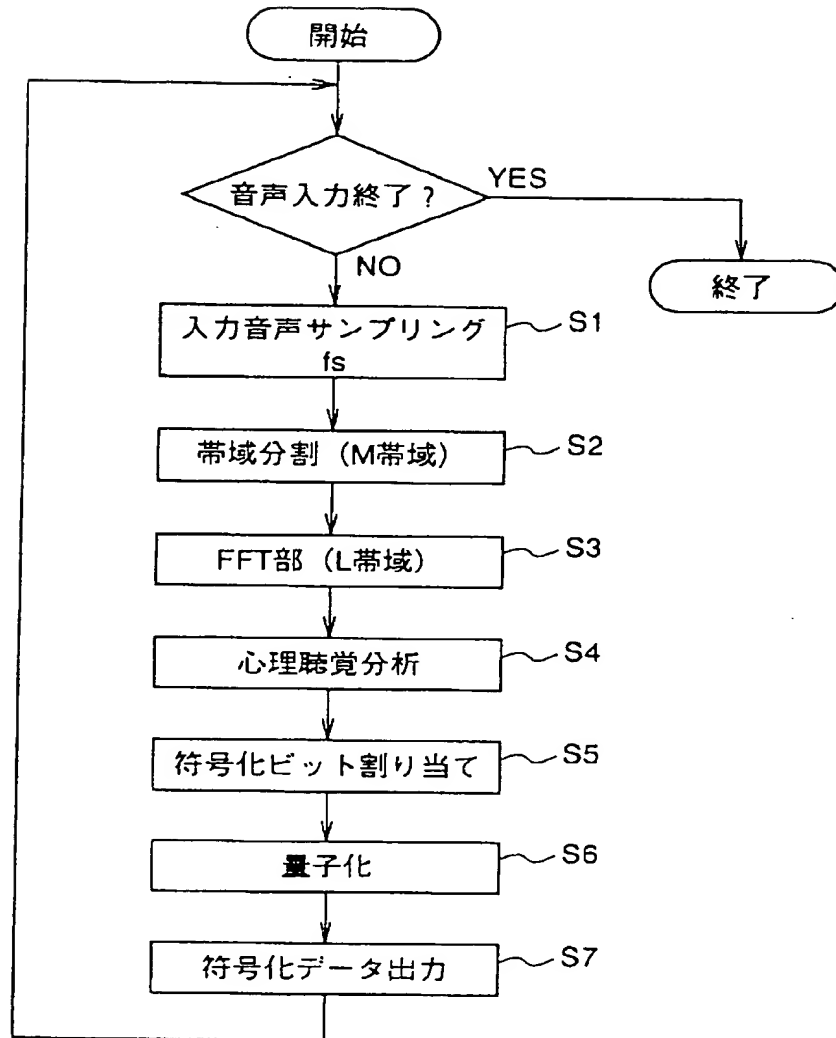 開始
音声入力終了?
YES
終了
NO
入力音声サンプリング
fs
S1
帯域分割(M帯域)
S2
FFT部(L帯域)
S3
心理聴覚分析
S4
符号化ビット割り当て
S5
量子化
S6
符号化データ出力
S7